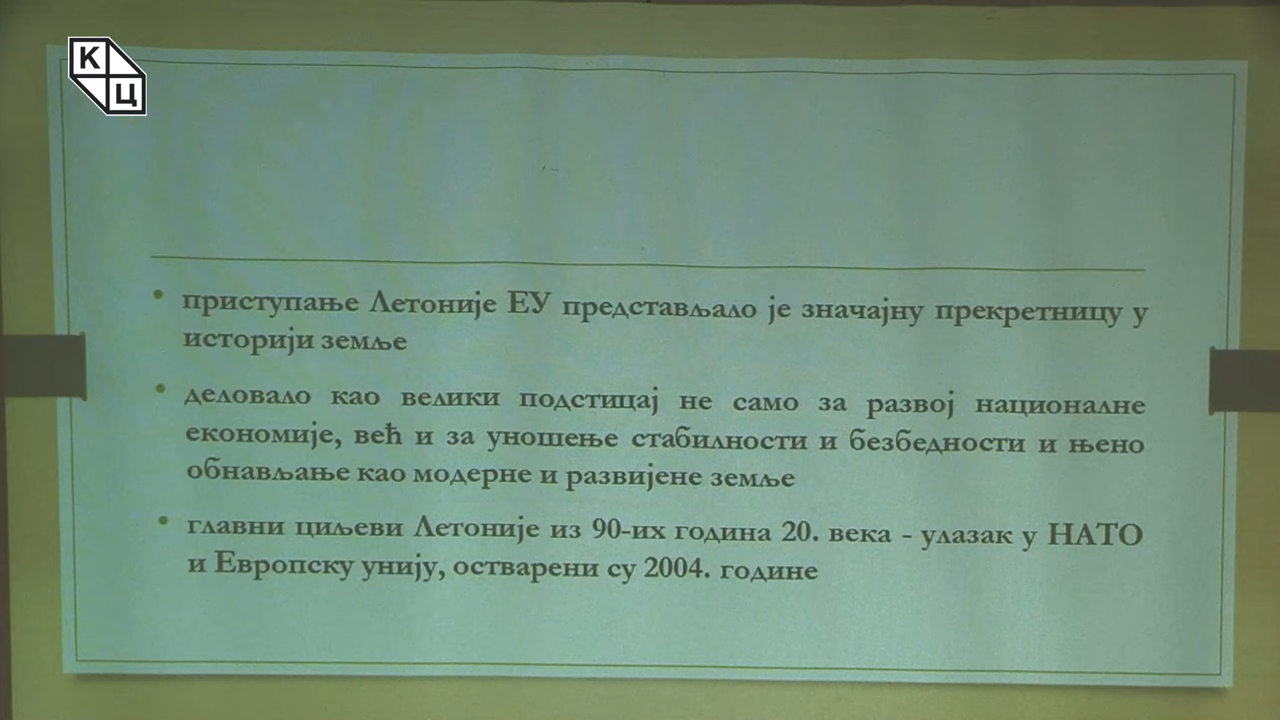 К
Ц
приступање Летоније ЕУ представљало је значајну прекретницу у
историји земље
деловало као велики подстицај не само за развој националне
економије, већ и за уношење стабилности и безбедности и њено
обнављање као модерне и развијене земље
главни циљеви Летоније из 90-их година 20. века - улазак у НАТО
и Европску унију, остварени су 2004. године